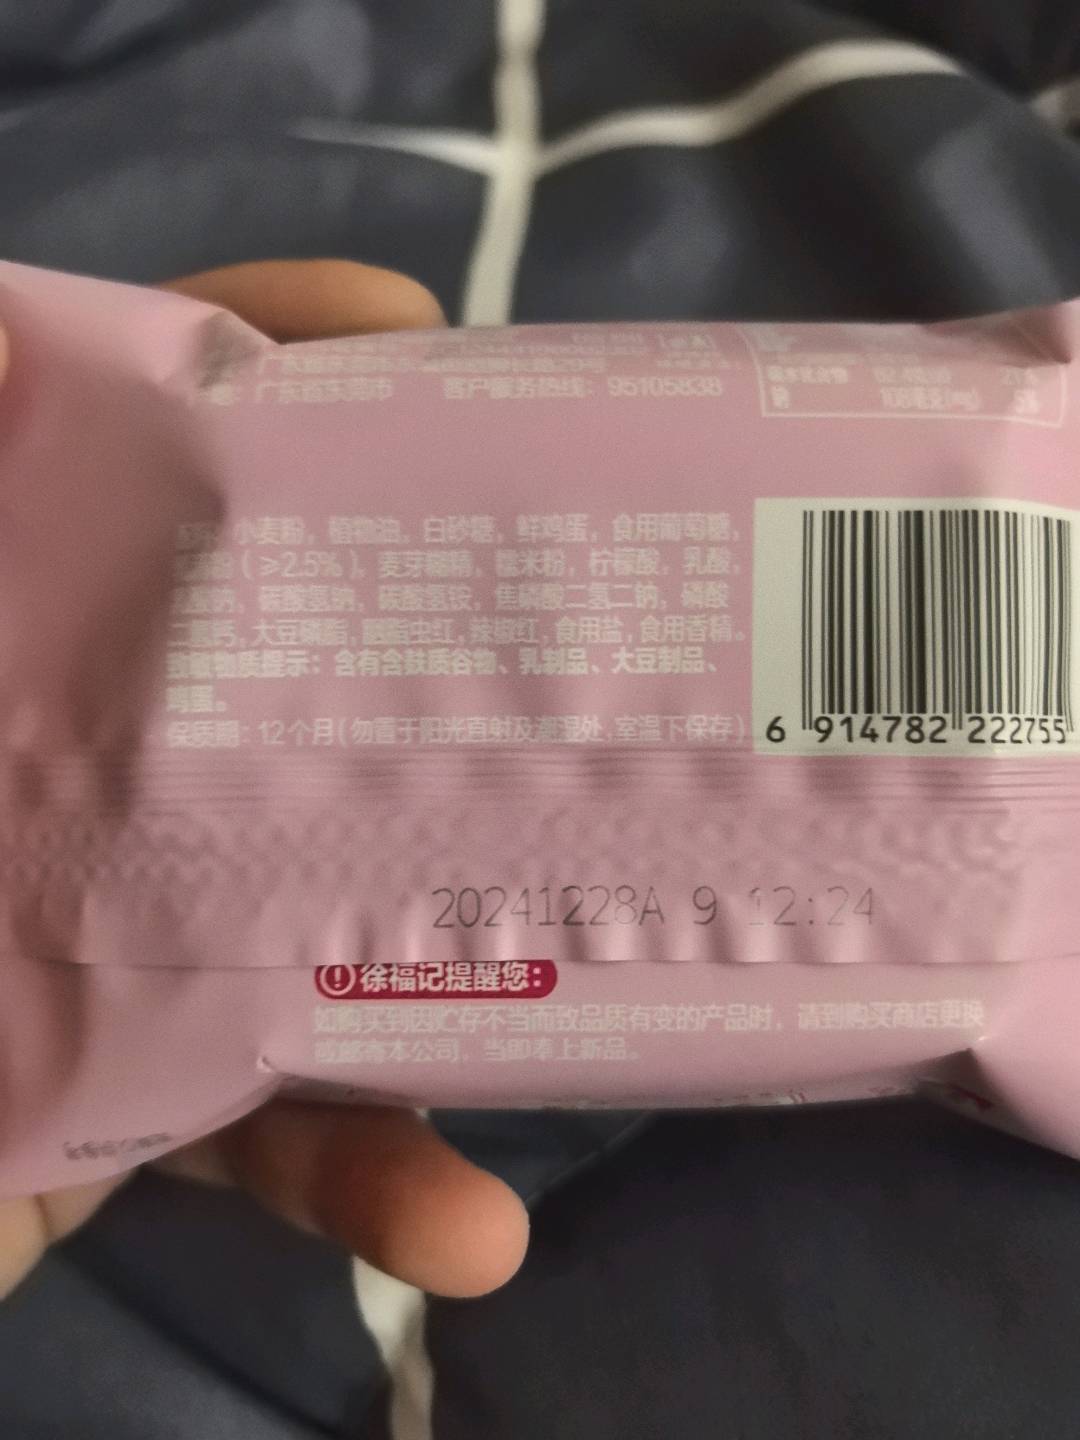 广东省东莞市 客户服务热线：95105838
108毫克(mg) 5%
小麦粉，植物油，白砂糖，鲜鸡蛋，食用葡萄糖，
(≥2.5%)，麦芽糊精，糯米粉，柠檬酸，乳酸，
碳酸氢钠，碳酸氢铵，焦磷酸二氢二钠，磷酸
二氢钙，大豆磷脂，胭脂虫红，辣椒红，食用盐，食用香精。
致敏物质提示：含有含麸质谷物、乳制品、大豆制品、
鸡蛋。
保质期：12个月(勿置于阳光直射及潮湿处，室温下保存)
6 914782 222755
20241228A 9 12:24
徐福记提醒您：
如购买到因贮存不当而致品质有变的产品时，请到购买商店更换
或邮寄本公司，当即奉上新品。